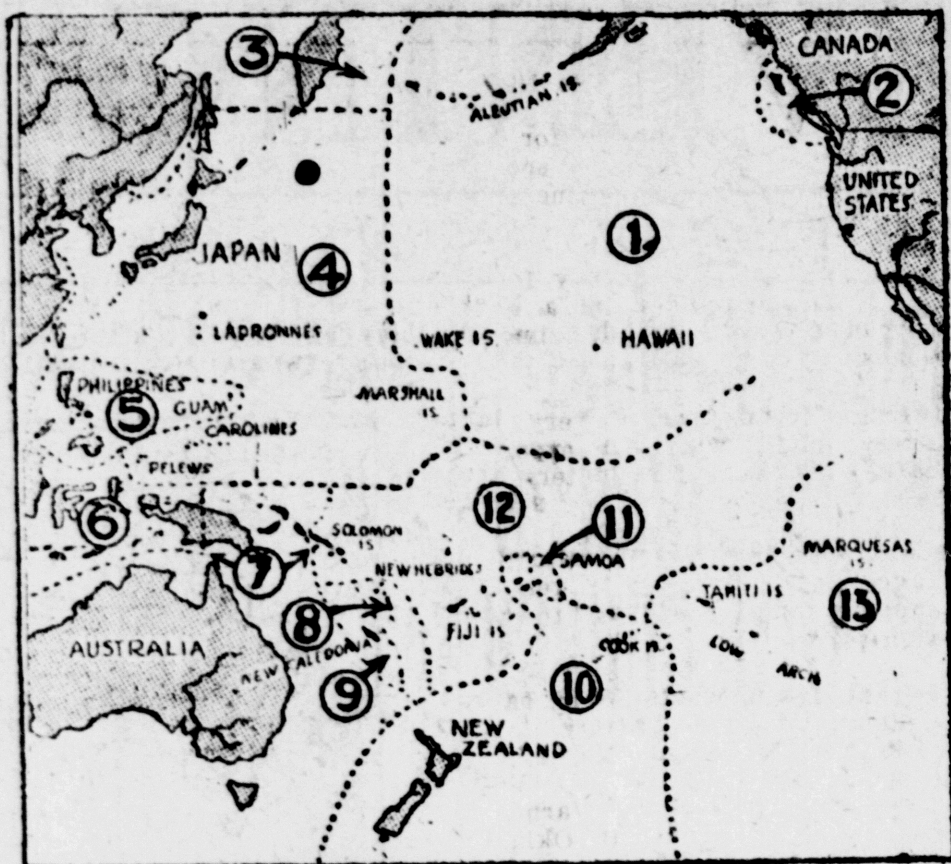 CANADA
③
②
ALEUTIAN IS.
UNITED
STATES
①
JAPAN
④
LADRONNES
WAKE IS.
HAWAII
PHILIPPINES
MARSHALL
IS
GUAM
⑤
CAROLINES
PELEWS
⑥
⑫
⑪
SOLOMON
IS
SAMOA
MARQUESAS
IS
⑦
NEW HEBRIDES
TAHITI IS
⑬
⑧
FIJI IS
AUSTRALIA
COOK IS.
LOW ARCH
NEW CALEDONIA
⑨
⑩
NEW
ZEALAND